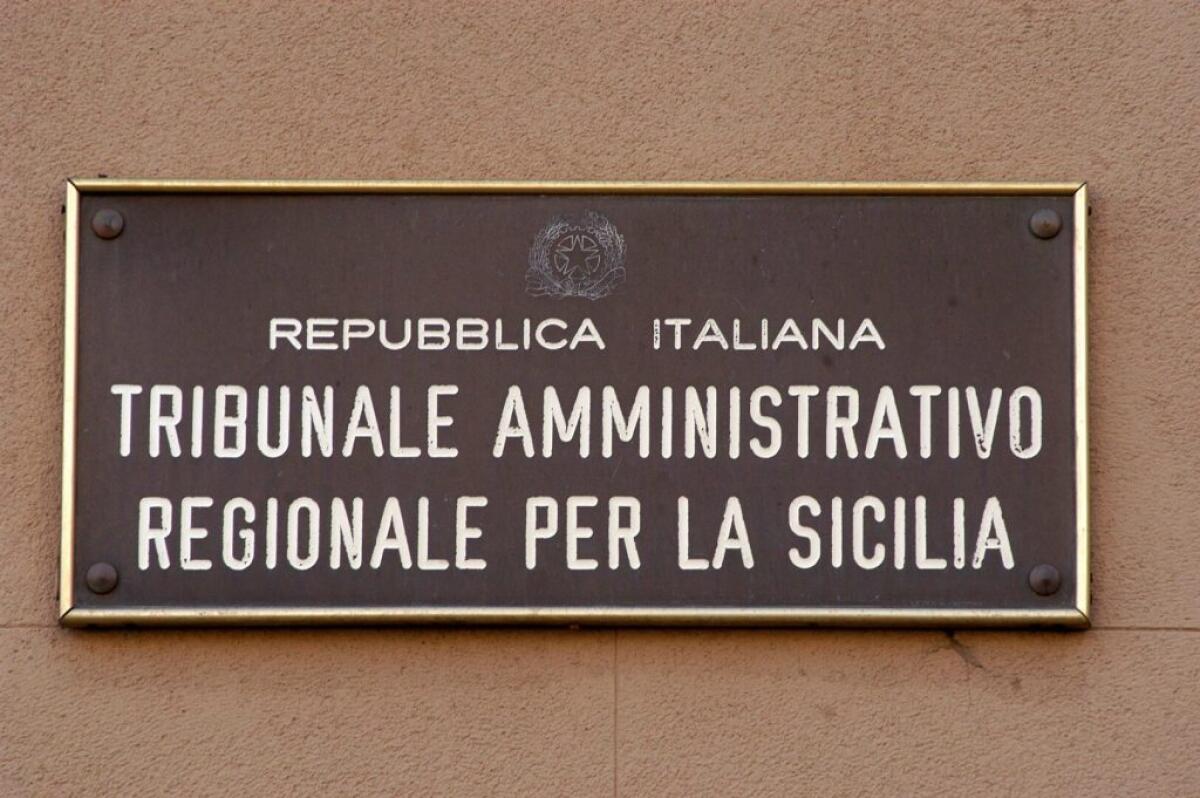 REPUBBLICA ITALIANA
TRIBUNALE AMMINISTRATIVO
REGIONALE PER LA SICILIA